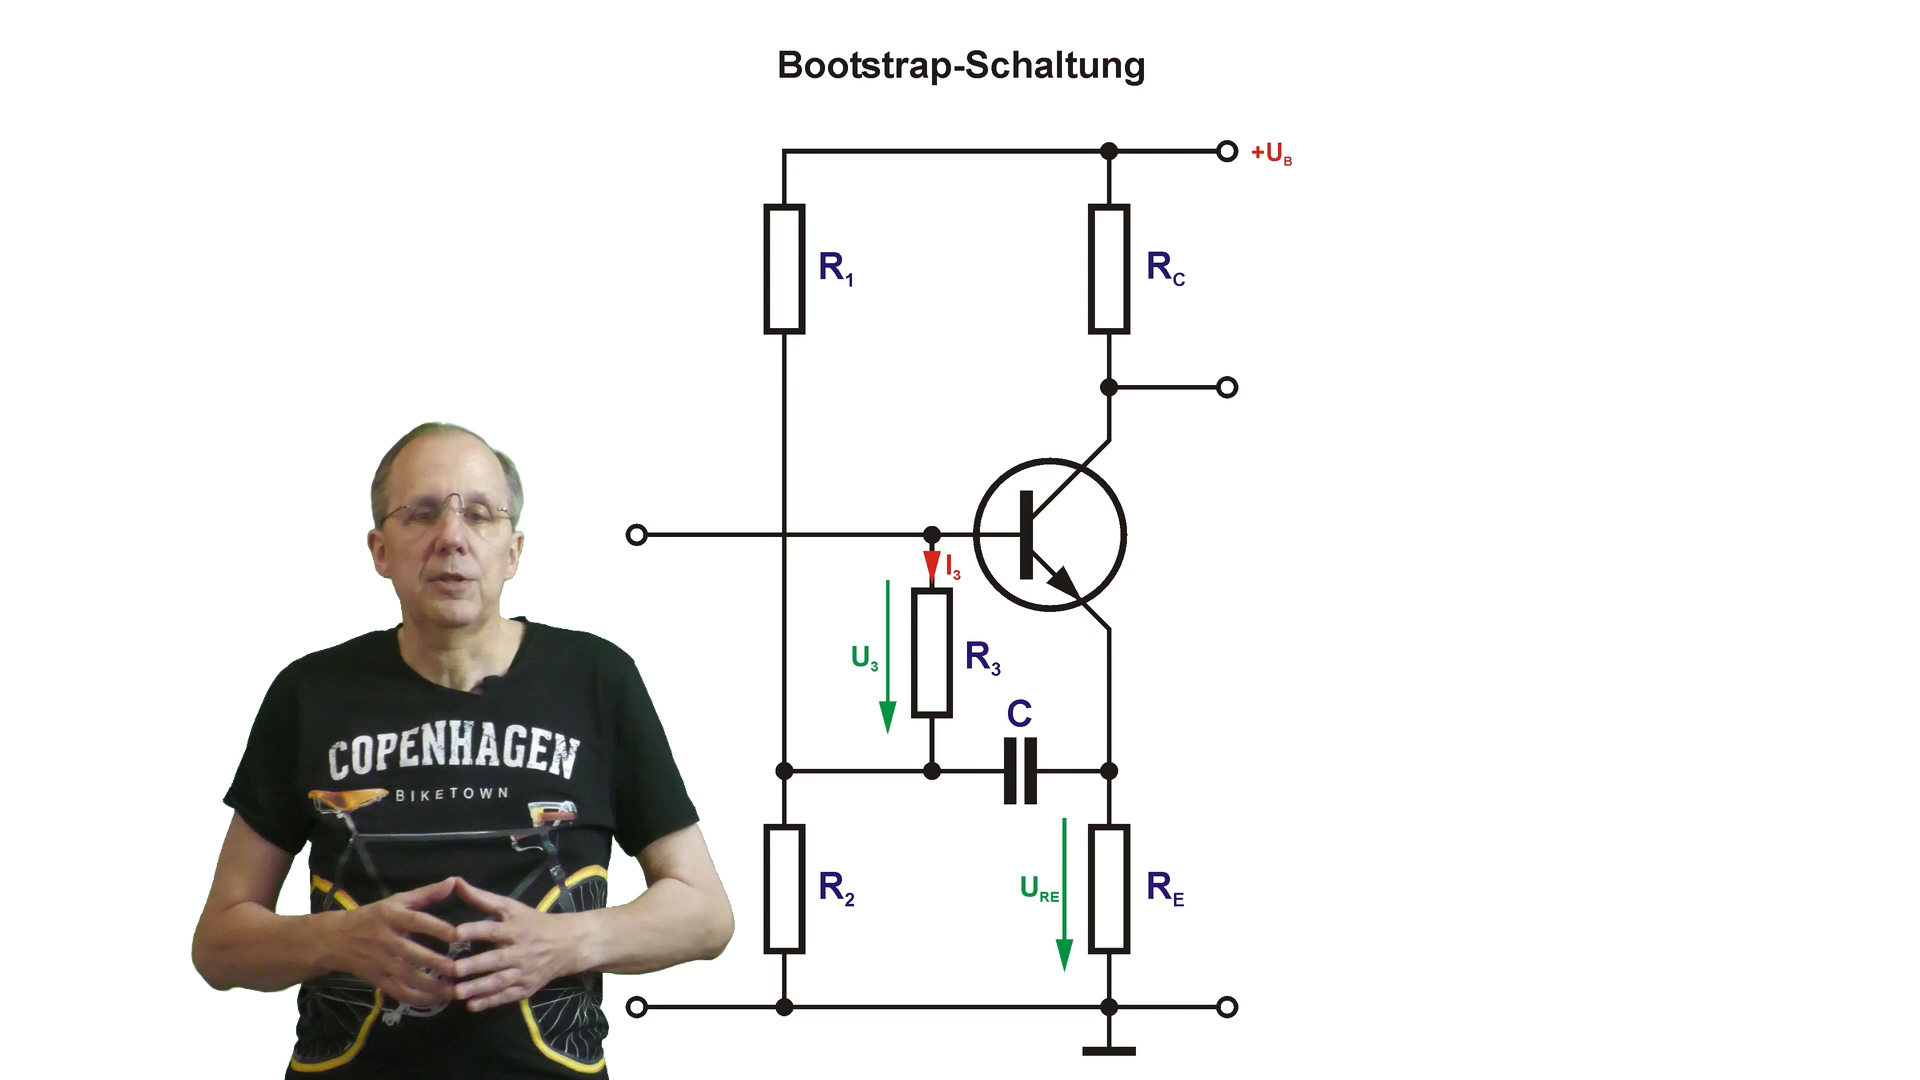 Bootstrap-Schaltung
+UB
R1
RC
I3
U3
R3
C
COPENHAGEN
BIKETOWN
R2
URE
RE